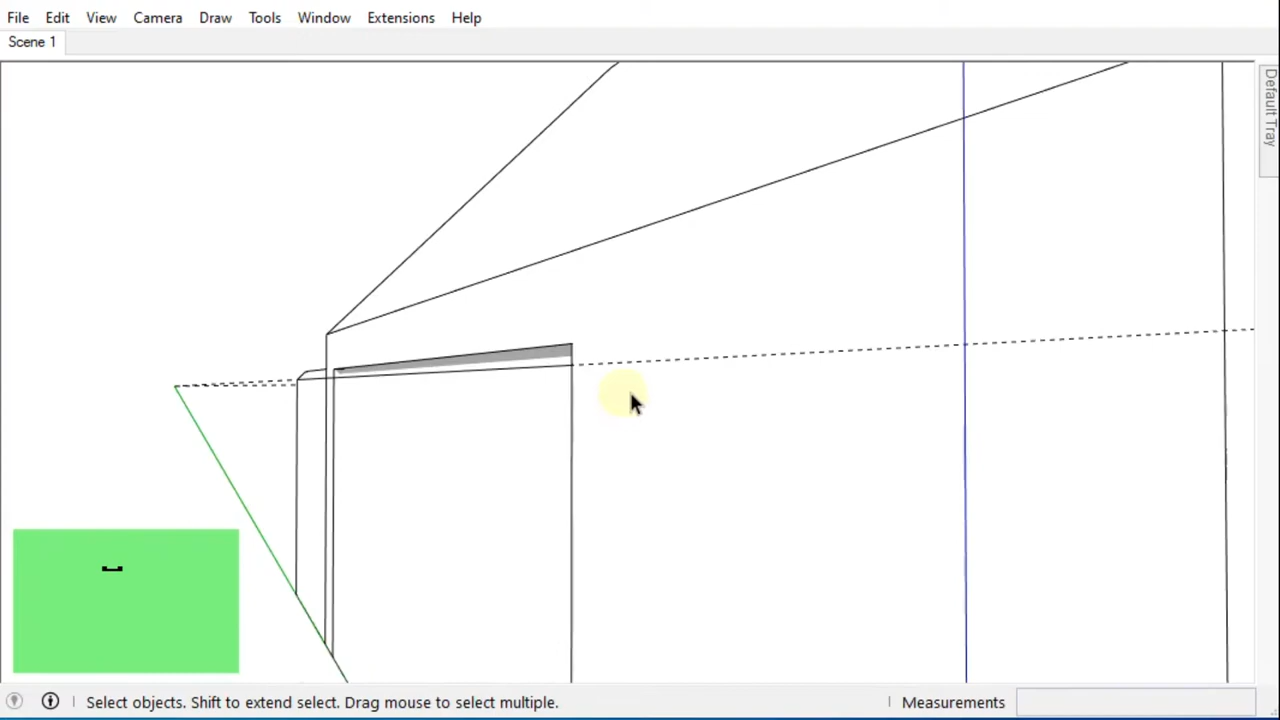 File Edit View Camera Draw Tools Window Extensions Help
Scene 1
Default Tray
Select objects. Shift to extend select. Drag mouse to select multiple.
Measurements